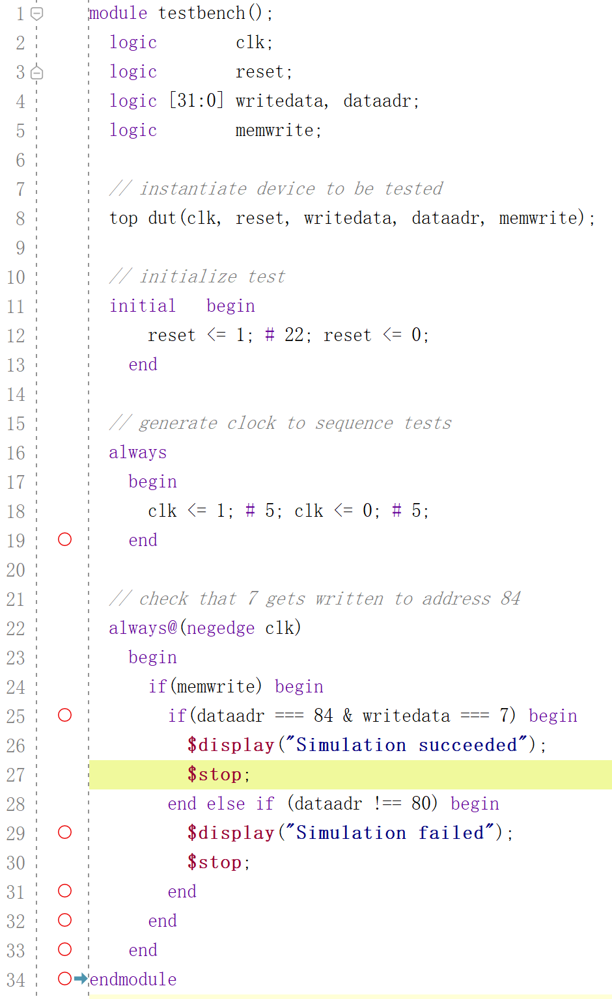 1 module testbench();
2 logic clk;
3 logic reset;
4 logic [31:0] writedata, dataadr;
5 logic memwrite;
6
7 // instantiate device to be tested
8 top dut(clk, reset, writedata, dataadr, memwrite);
9
10 // initialize test
11 initial begin
12 reset <= 1; # 22; reset <= 0;
13 end
14
15 // generate clock to sequence tests
16 always
17 begin
18 clk <= 1; # 5; clk <= 0; # 5;
19 end
20
21 // check that 7 gets written to address 84
22 always@(negedge clk)
23 begin
24 if(memwrite) begin
25 if(dataadr === 84 & writedata === 7) begin
26 $display("Simulation succeeded");
27 $stop;
28 end else if (dataadr !== 80) begin
29 $display("Simulation failed");
30 $stop;
31 end
32 end
33 end
34 endmodule